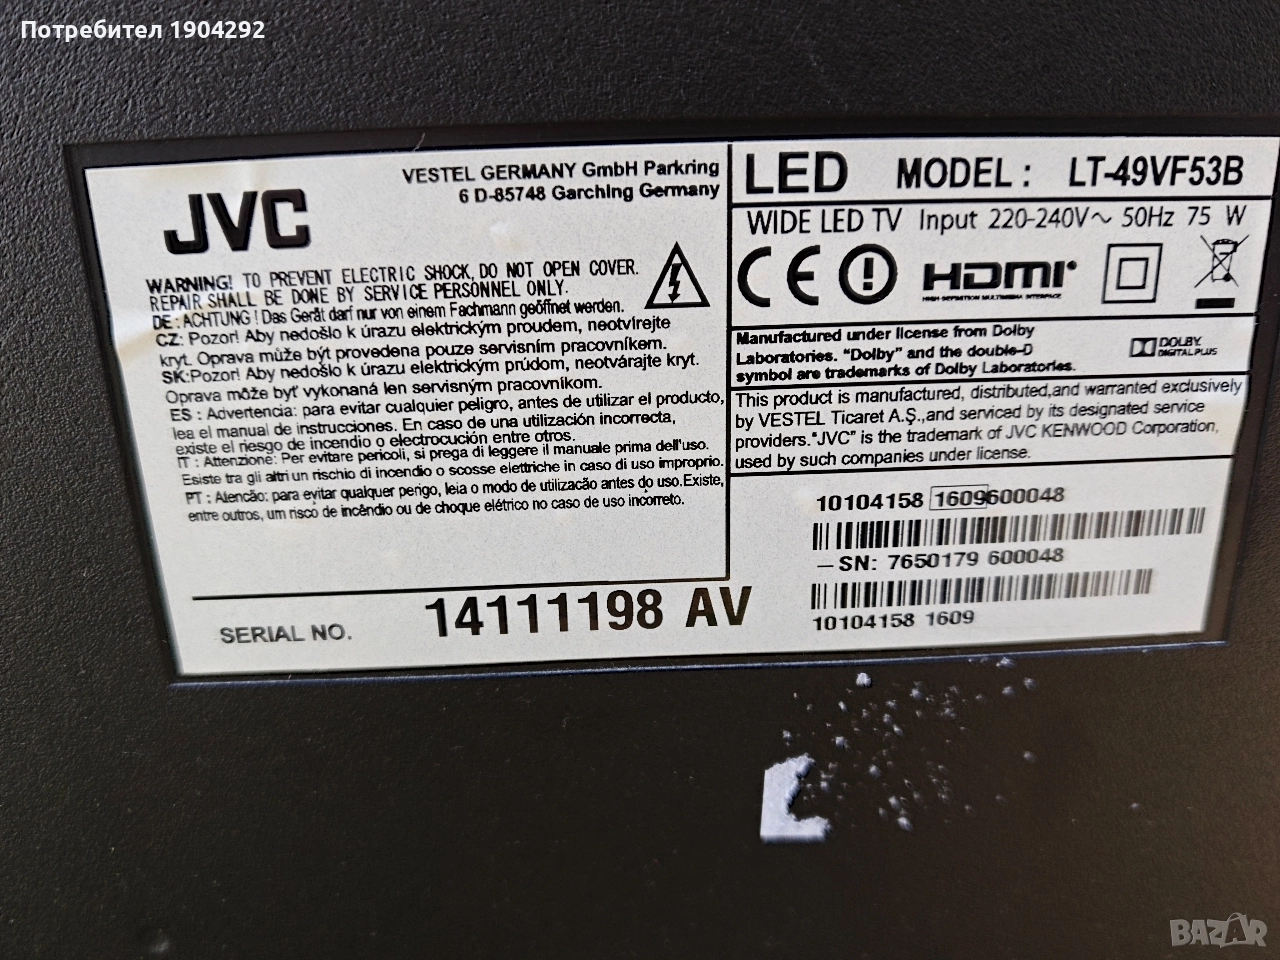 Потребител 1904292
JVC
VESTEL GERMANY GmbH Parkring
6 D-85748 Garching Germany
WARNING! TO PREVENT ELECTRIC SHOCK, DO NOT OPEN COVER.
REPAIR SHALL BE DONE BY SERVICE PERSONNEL ONLY.
DE : ACHTUNG ! Das Gerät darf nur von einem Fachmann geöffnet werden.
CZ: Pozor! Aby nedošlo k úrazu elektrickým proudem, neotvírejte
kryt. Oprava může být provedena pouze servisním pracovníkem.
SK:Pozor! Aby nedošlo k úrazu elektrickým prúdom, neotvárajte kryt.
Oprava môže byť vykonaná len servisným pracovníkom.
ES : Advertencia: para evitar cualquier peligro, antes de utilizar el producto,
lea el manual de instrucciones. En caso de una utilización incorrecta,
existe el riesgo de incendio o electrocución entre otros.
IT : Attenzione: Per evitare pericoli, si prega di leggere il manuale prima dell'uso.
Esiste tra gli altri un rischio di incendio o scosse elettriche in caso di uso improprio.
PT : Alencão: para evitar qualquer perigo, leia o modo de utilizacão antes do uso.Existe,
entre outros, um risco de incêndio ou de choque elétrico no caso de uso incorreto.
SERIAL NO. 14111198 AV
LED MODEL : LT-49VF53B
WIDE LED TV Input 220-240V~ 50Hz 75 W
CE HDMI
HIGH-DEFINITION MULTIMEDIA INTERFACE
Manufactured under license from Dolby
Laboratories. "Dolby" and the double-D
symbol are trademarks of Dolby Laboratories.
DOLBY
DIGITAL PLUS
This product is manufactured, distributed,and warranted exclusively
by VESTEL Ticaret A.Ş.,and serviced by its designated service
providers."JVC" is the trademark of JVC KENWOOD Corporation,
used by such companies under license.
10104158 1609600048
– SN: 7650179 600048
10104158 1609
BAZAR